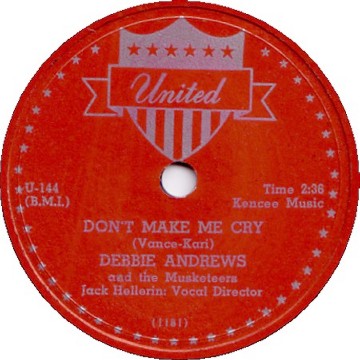 United
U-144
(B.M.I.)
Time 2:36
Kencee Music
DON'T MAKE ME CRY
(Vance-Kari)
DEBBIE ANDREWS
and the Musketeers
Jack Hellerin: Vocal Director
(1181)